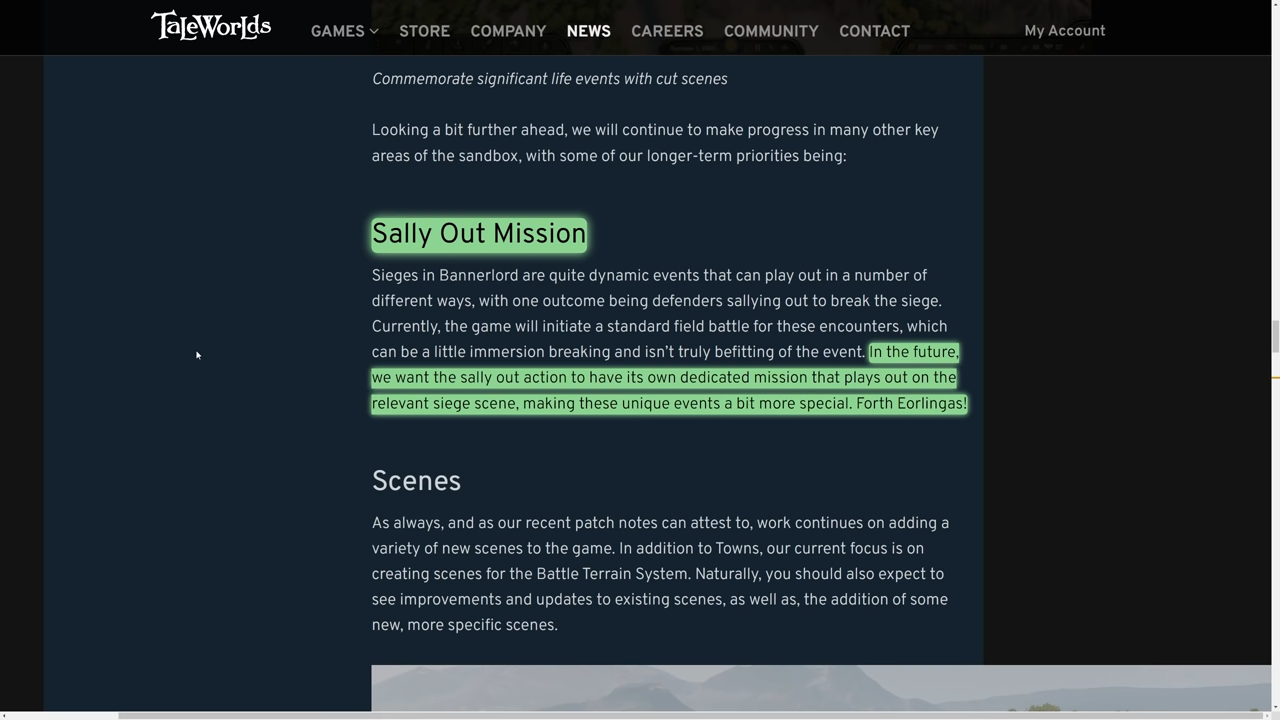 TaleWorlds
GAMES STORE COMPANY NEWS CAREERS COMMUNITY CONTACT My Account
Commemorate significant life events with cut scenes
Looking a bit further ahead, we will continue to make progress in many other key
areas of the sandbox, with some of our longer-term priorities being:
Sally Out Mission
Sieges in Bannerlord are quite dynamic events that can play out in a number of
different ways, with one outcome being defenders sallying out to break the siege.
Currently, the game will initiate a standard field battle for these encounters, which
can be a little immersion breaking and isn’t truly befitting of the event. In the future,
we want the sally out action to have its own dedicated mission that plays out on the
relevant siege scene, making these unique events a bit more special. Forth Eorlingas!
Scenes
As always, and as our recent patch notes can attest to, work continues on adding a
variety of new scenes to the game. In addition to Towns, our current focus is on
creating scenes for the Battle Terrain System. Naturally, you should also expect to
see improvements and updates to existing scenes, as well as, the addition of some
new, more specific scenes.